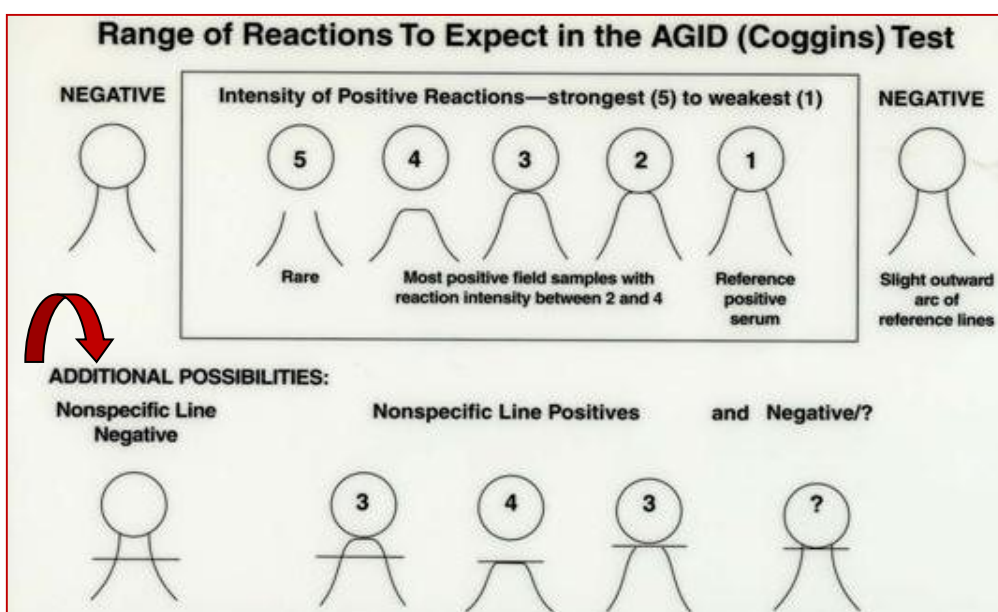 Range of Reactions To Expect in the AGID (Coggins) Test
NEGATIVE
Intensity of Positive Reactions—strongest (5) to weakest (1)
NEGATIVE
5
4
3
2
1
Rare
Most positive field samples with
reaction intensity between 2 and 4
Reference
positive
serum
Slight outward
arc of
reference lines
ADDITIONAL POSSIBILITIES:
Nonspecific Line
Negative
Nonspecific Line Positives
and Negative/?
3
4
3
?